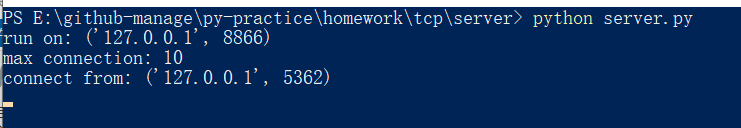 PS E:\github-manage\py-practice\homework\tcp\server> python server.py
run on: ('127.0.0.1', 8866)
max connection: 10
connect from: ('127.0.0.1', 5362)